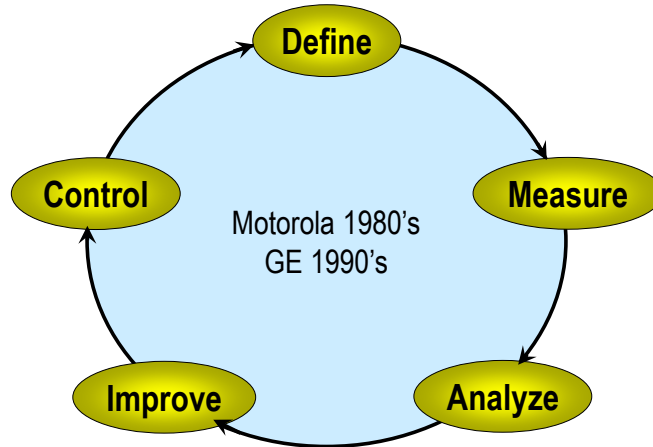 Define
Control
Measure
Motorola 1980’s
GE 1990’s
Improve
Analyze